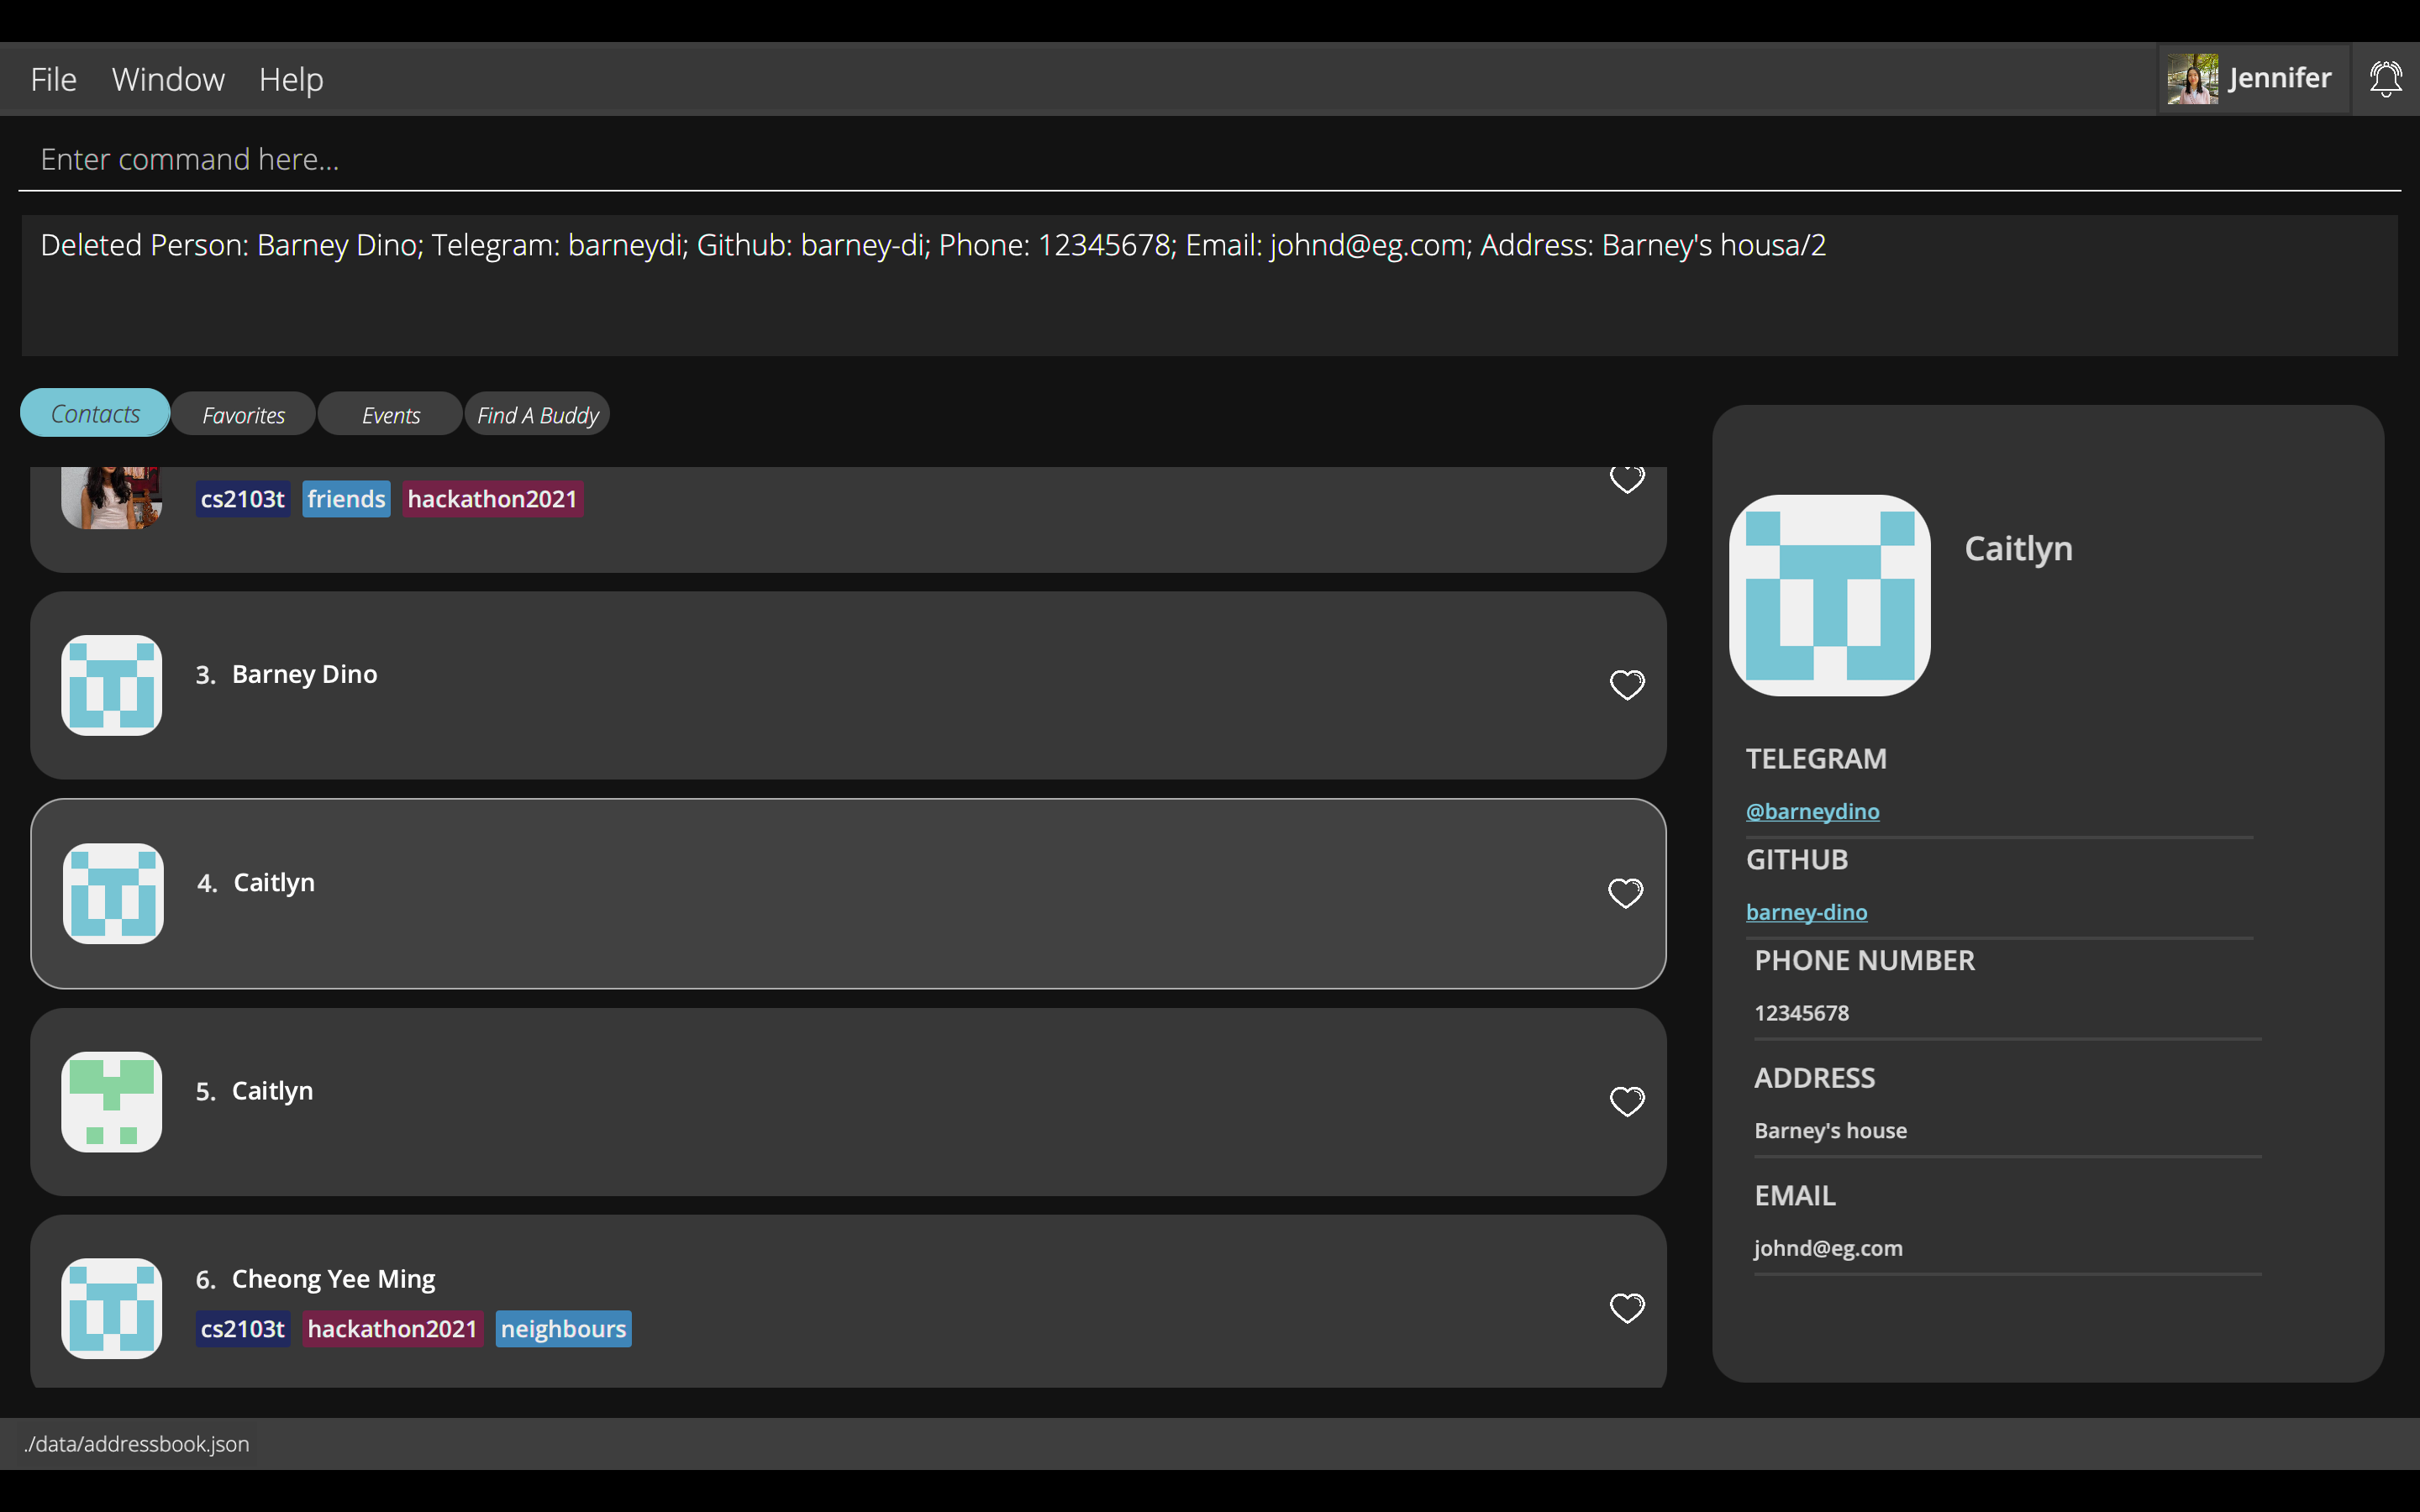 File Window Help Jennifer
Enter command here...
Deleted Person: Barney Dino; Telegram: barneydi; Github: barney-di; Phone: 12345678; Email: johnd@eg.com; Address: Barney's housa/2
Contacts Favorites Events Find A Buddy
cs2103t friends hackathon2021
3. Barney Dino
4. Caitlyn
5. Caitlyn
6. Cheong Yee Ming
cs2103t hackathon2021 neighbours
Caitlyn
TELEGRAM
@barneydino
GITHUB
barney-dino
PHONE NUMBER
12345678
ADDRESS
Barney's house
EMAIL
johnd@eg.com
./data/addressbook.json